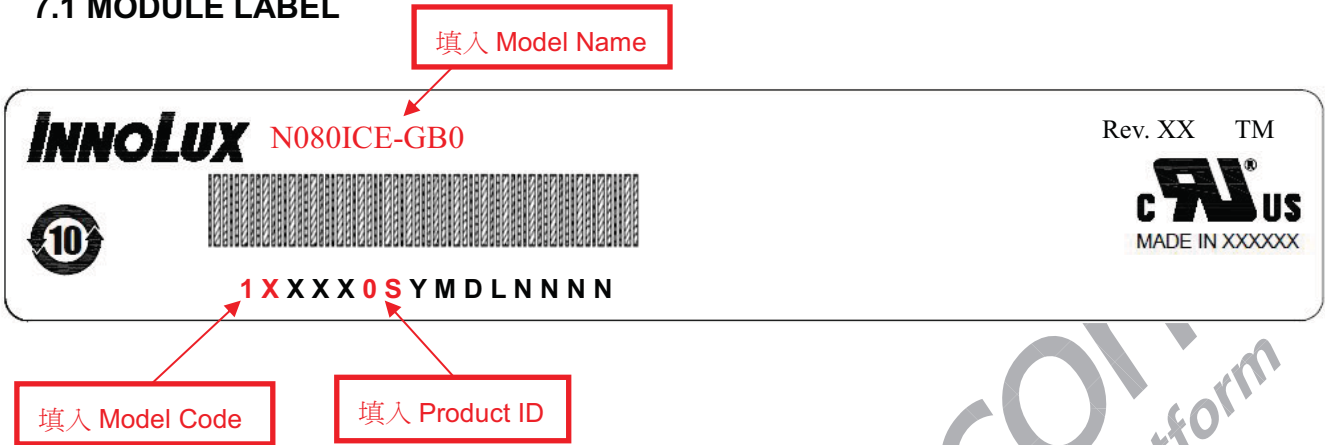 7.1 MODULE LABEL
填入 Model Name
INNOLUX N080ICE-GB0
Rev. XX TM
C US
®
10
MADE IN XXXXXX
1 X X X X 0 S Y M D L N N N N
填入 Model Code
填入 Product ID